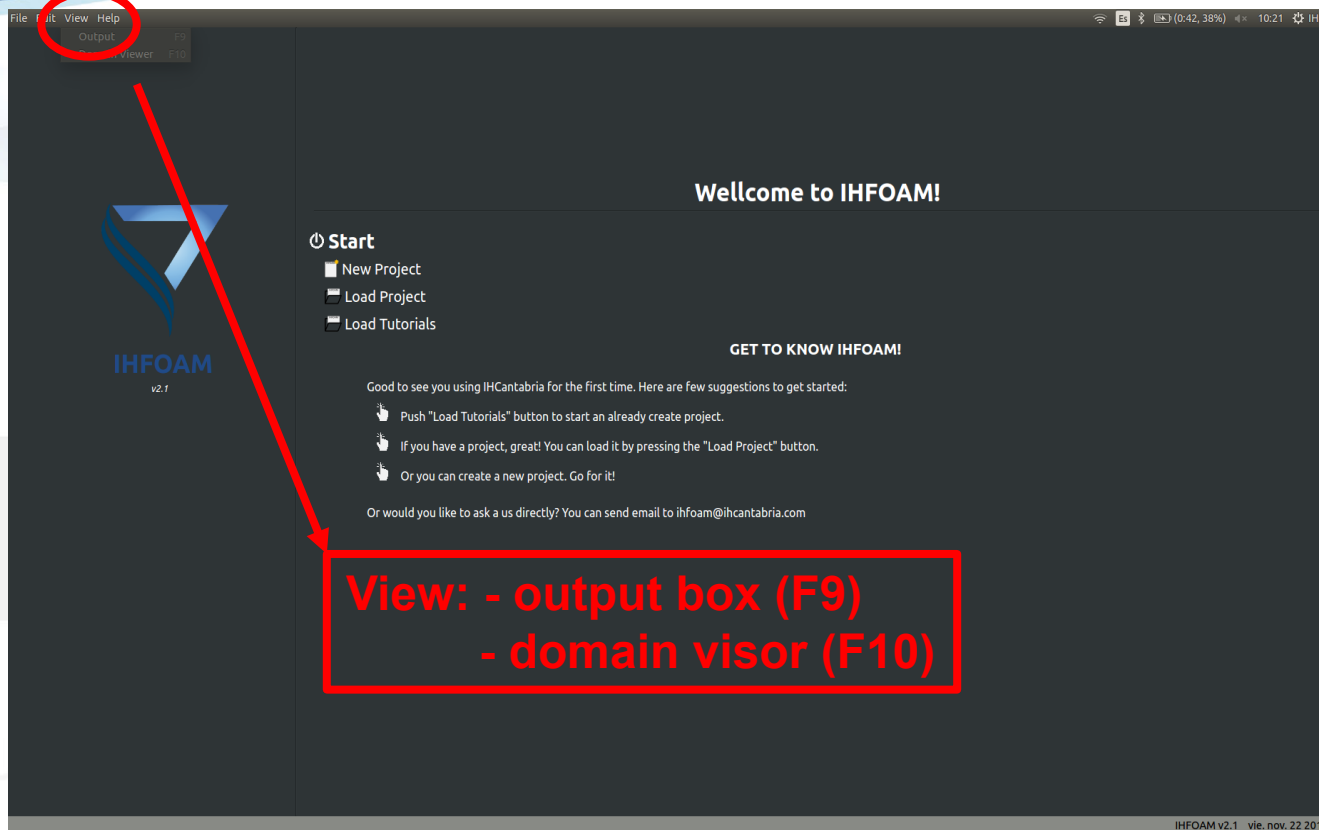 File Edit View Help
Es (0:42, 38%) 10:21 IH
Output F9
Viewer F10
Wellcome to IHFOAM!
Start
New Project
Load Project
Load Tutorials
IHFOAM
v2.1
GET TO KNOW IHFOAM!
Good to see you using IHCantabria for the first time. Here are few suggestions to get started:
Push "Load Tutorials" button to start an already create project.
If you have a project, great! You can load it by pressing the "Load Project" button.
Or you can create a new project. Go for it!
Or would you like to ask a us directly? You can send email to ihfoam@ihcantabria.com
View: - output box (F9)
- domain visor (F10)
IHFOAM v2.1 vie. nov. 22 201